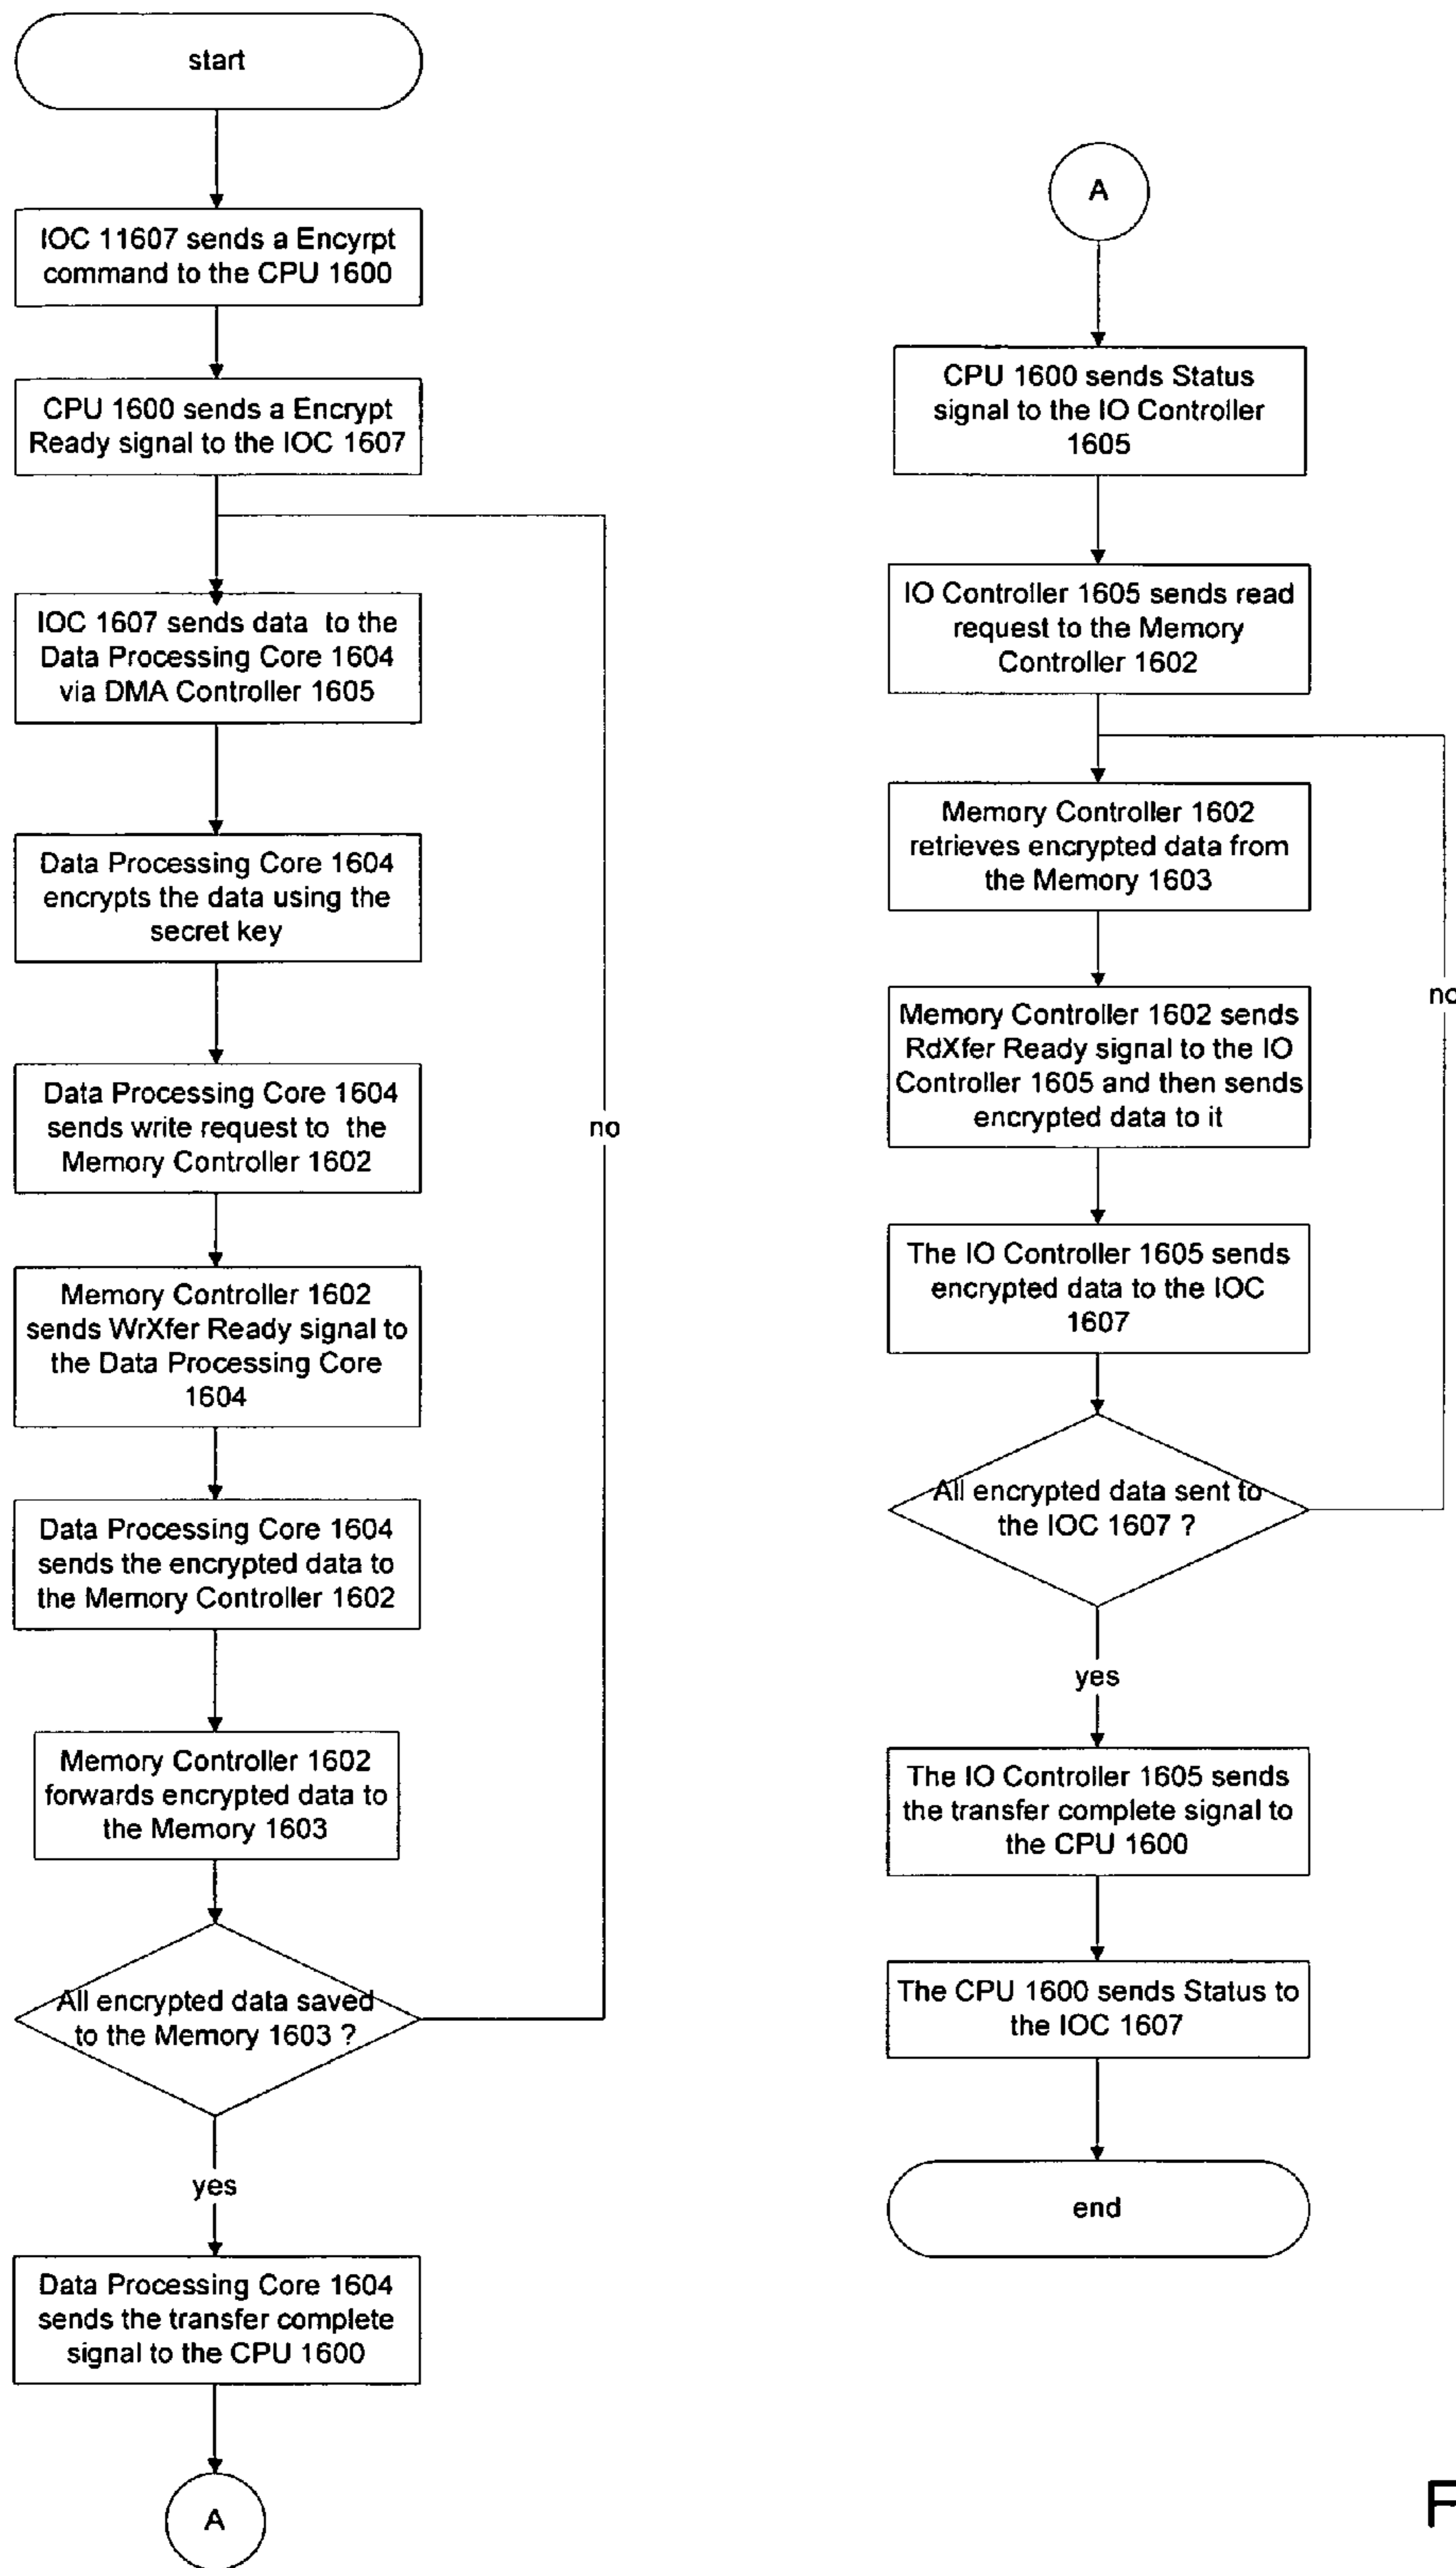 start
IOC 11607 sends a Encyrpt
command to the CPU 1600
CPU 1600 sends a Encrypt
Ready signal to the IOC 1607
IOC 1607 sends data to the
Data Processing Core 1604
via DMA Controller 1605
Data Processing Core 1604
encrypts the data using the
secret key
Data Processing Core 1604
sends write request to the
Memory Controller 1602
no
Memory Controller 1602
sends WrXfer Ready signal to
the Data Processing Core
1604
Data Processing Core 1604
sends the encrypted data to
the Memory Controller 1602
Memory Controller 1602
forwards encrypted data to
the Memory 1603
All encrypted data saved
to the Memory 1603 ?
yes
Data Processing Core 1604
sends the transfer complete
signal to the CPU 1600
A
A
CPU 1600 sends Status
signal to the IO Controller
1605
IO Controller 1605 sends read
request to the Memory
Controller 1602
Memory Controller 1602
retrieves encrypted data from
the Memory 1603
no
Memory Controller 1602 sends
RdXfer Ready signal to the IO
Controller 1605 and then sends
encrypted data to it
The IO Controller 1605 sends
encrypted data to the IOC
1607
All encrypted data sent to
the IOC 1607 ?
yes
The IO Controller 1605 sends
the transfer complete signal to
the CPU 1600
The CPU 1600 sends Status to
the IOC 1607
end
F